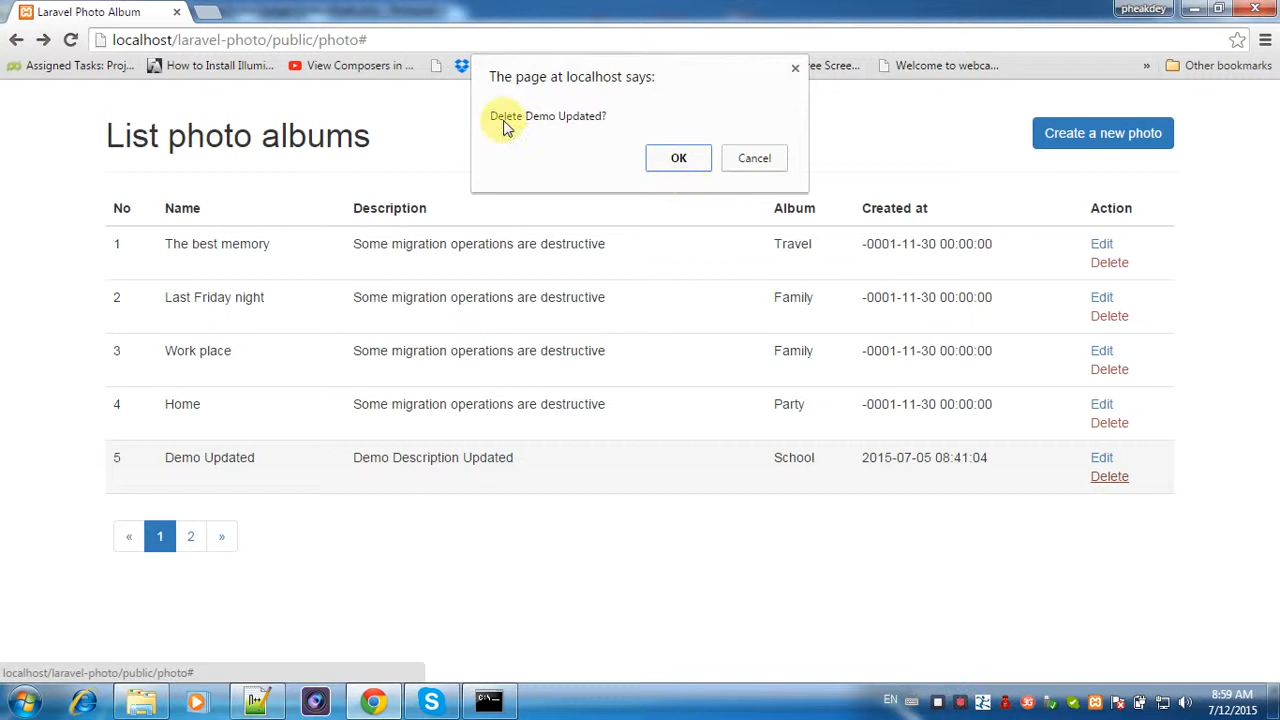 Laravel Photo Album
pheakdey
localhost/laravel-photo/public/photo#
Assigned Tasks: Proj... How to Install Illumi... View Composers in ... ree Scree... Welcome to webca... » Other bookmarks
The page at localhost says:
Delete Demo Updated?
OK Cancel
List photo albums
Create a new photo
No Name Description Album Created at Action
1 The best memory Some migration operations are destructive Travel -0001-11-30 00:00:00 Edit
Delete
2 Last Friday night Some migration operations are destructive Family -0001-11-30 00:00:00 Edit
Delete
3 Work place Some migration operations are destructive Family -0001-11-30 00:00:00 Edit
Delete
4 Home Some migration operations are destructive Party -0001-11-30 00:00:00 Edit
Delete
5 Demo Updated Demo Description Updated School 2015-07-05 08:41:04 Edit
Delete
« 1 2 »
localhost/laravel-photo/public/photo#
EN
8:59 AM
7/12/2015